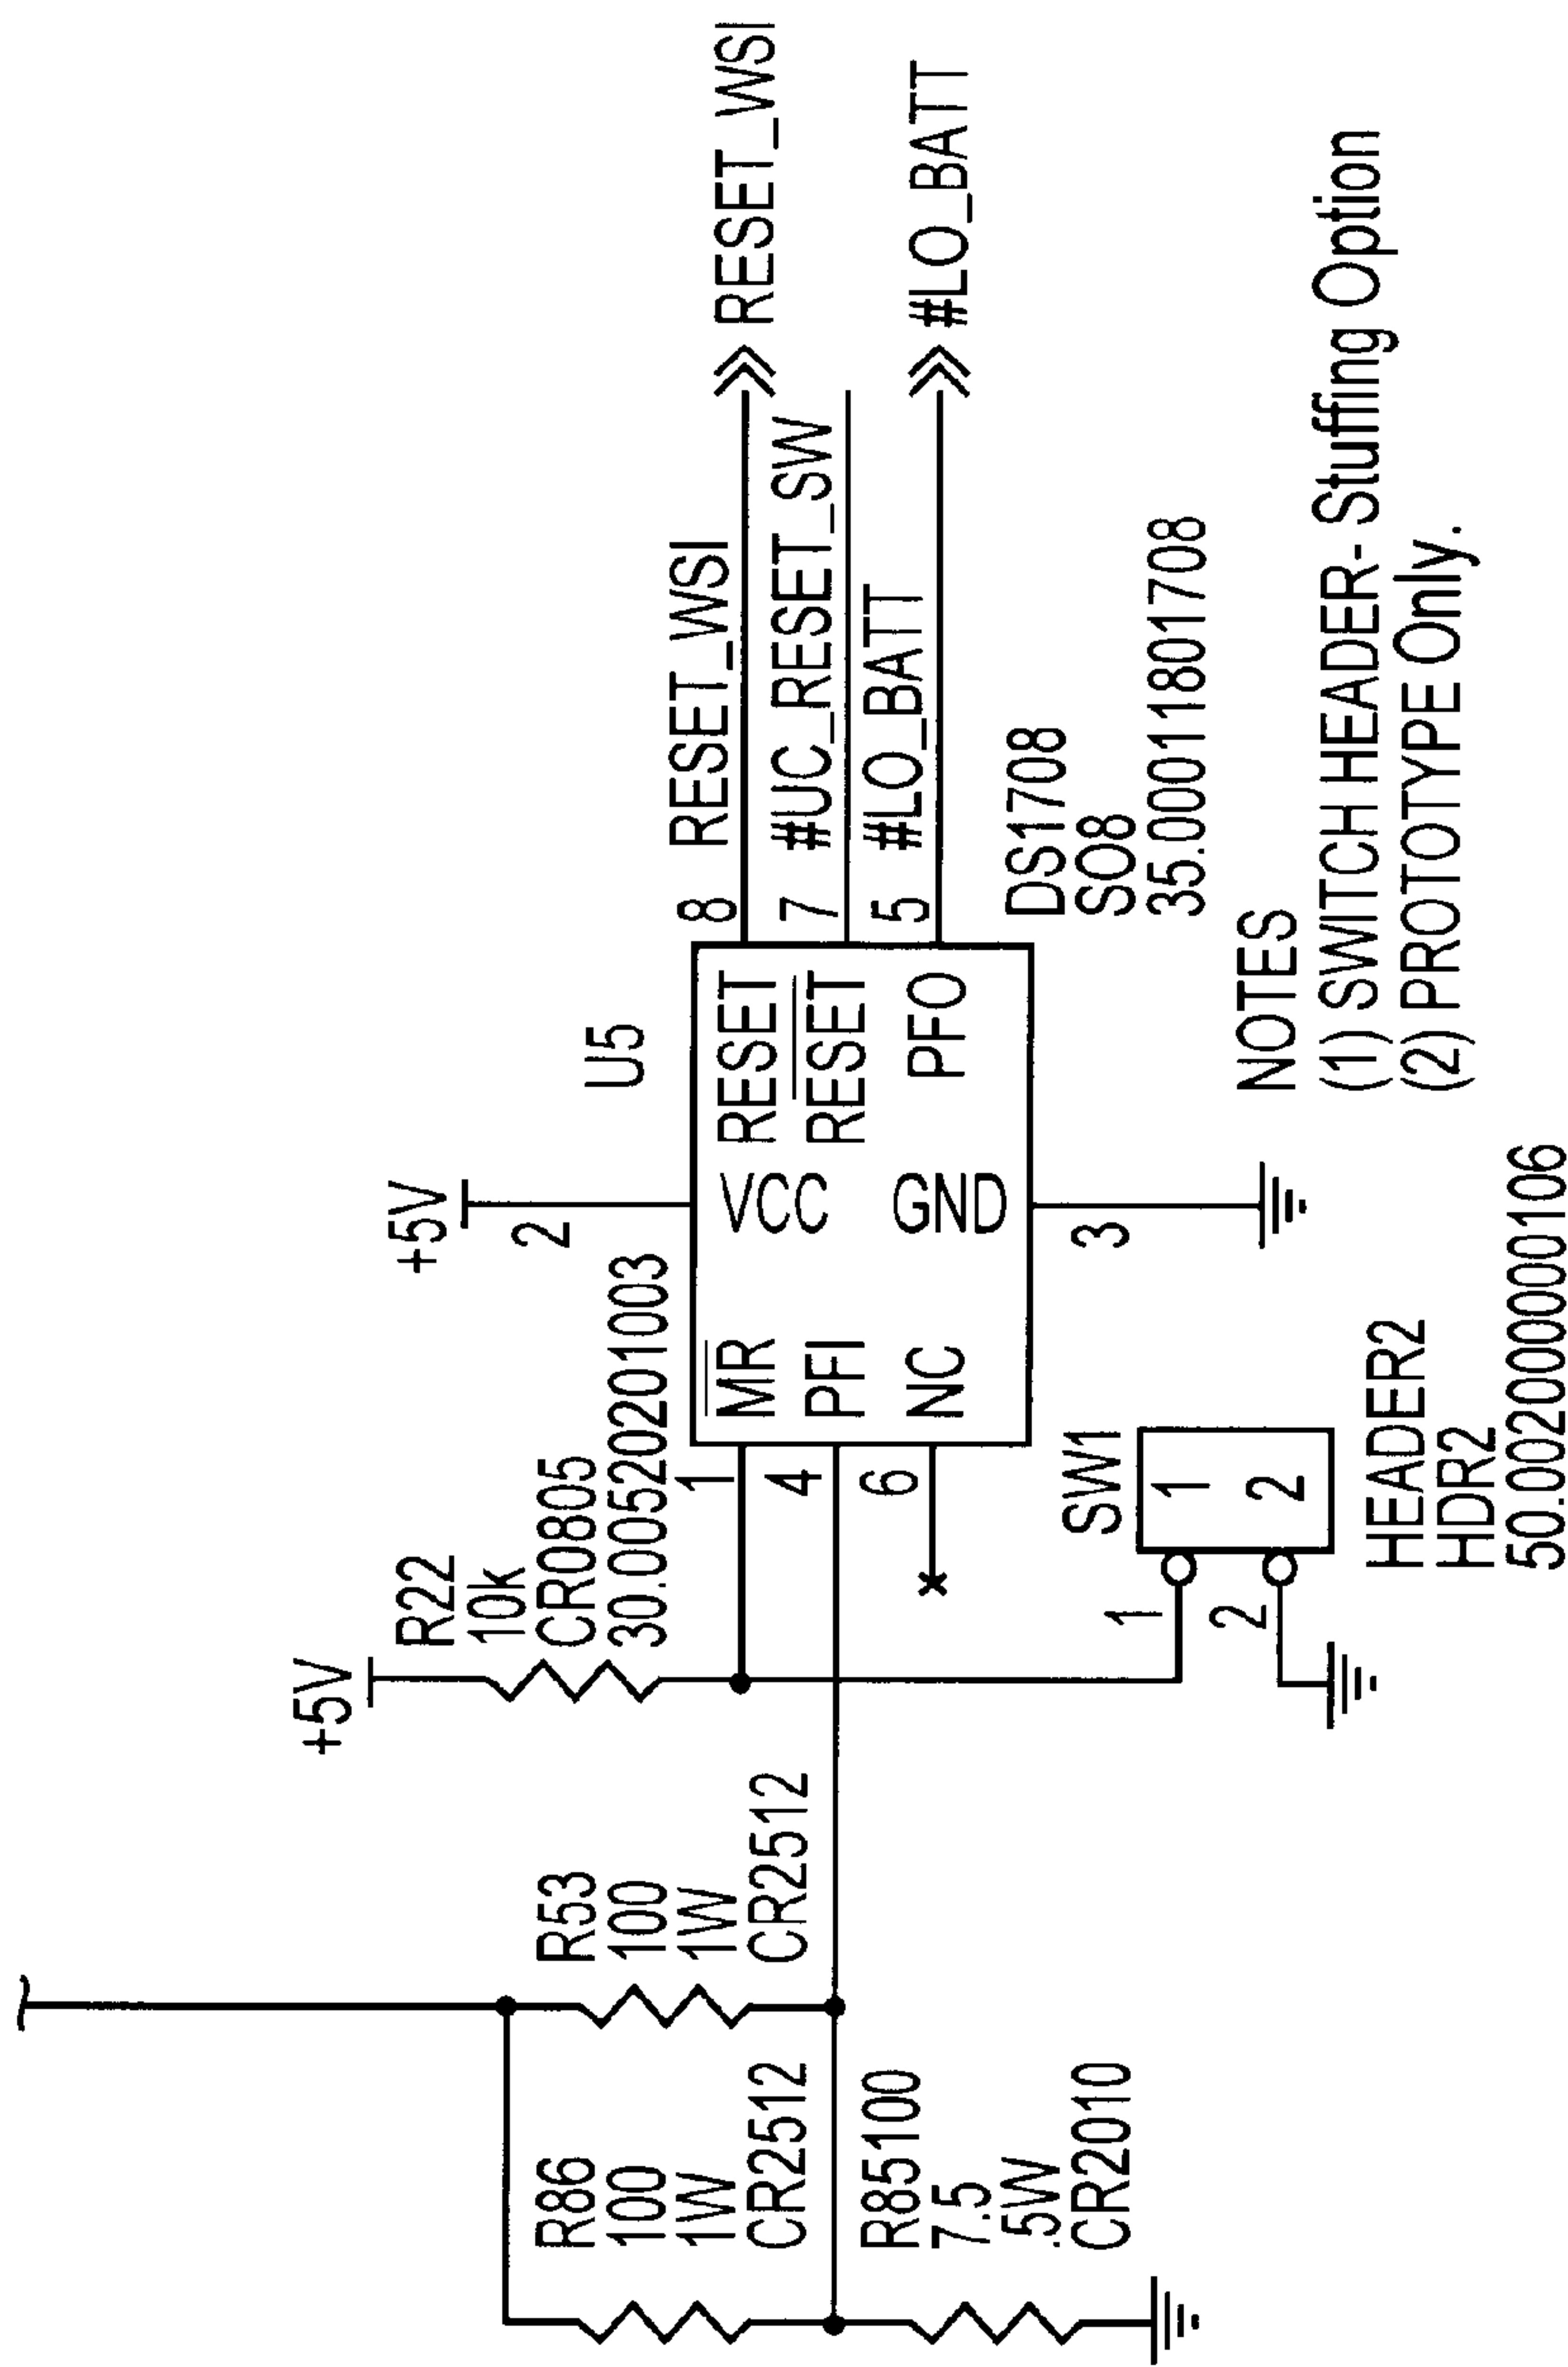 R86
100
1W
CR2512
R53
100
1W
CR2512
R85100
7.5
.5W
CR2010
+5V
R22
10k
CR0805
30.00520201003
+5V
2
U5
1
4
6
MR
PFI
NC
VCC
GND
RESET
RESET
PFO
3
8
7
5
RESET_WSI
#UC_RESET_SW
#LO_BATT
RESET_WSI
#LO_BATT
DS1708
SO8
35.00011801708
SW1
1
2
1
2
HEADER2
HDR2
50.00200000106
NOTES
(1) SWITCH HEADER- Stuffing Option
(2) PROTOTYPE Only.